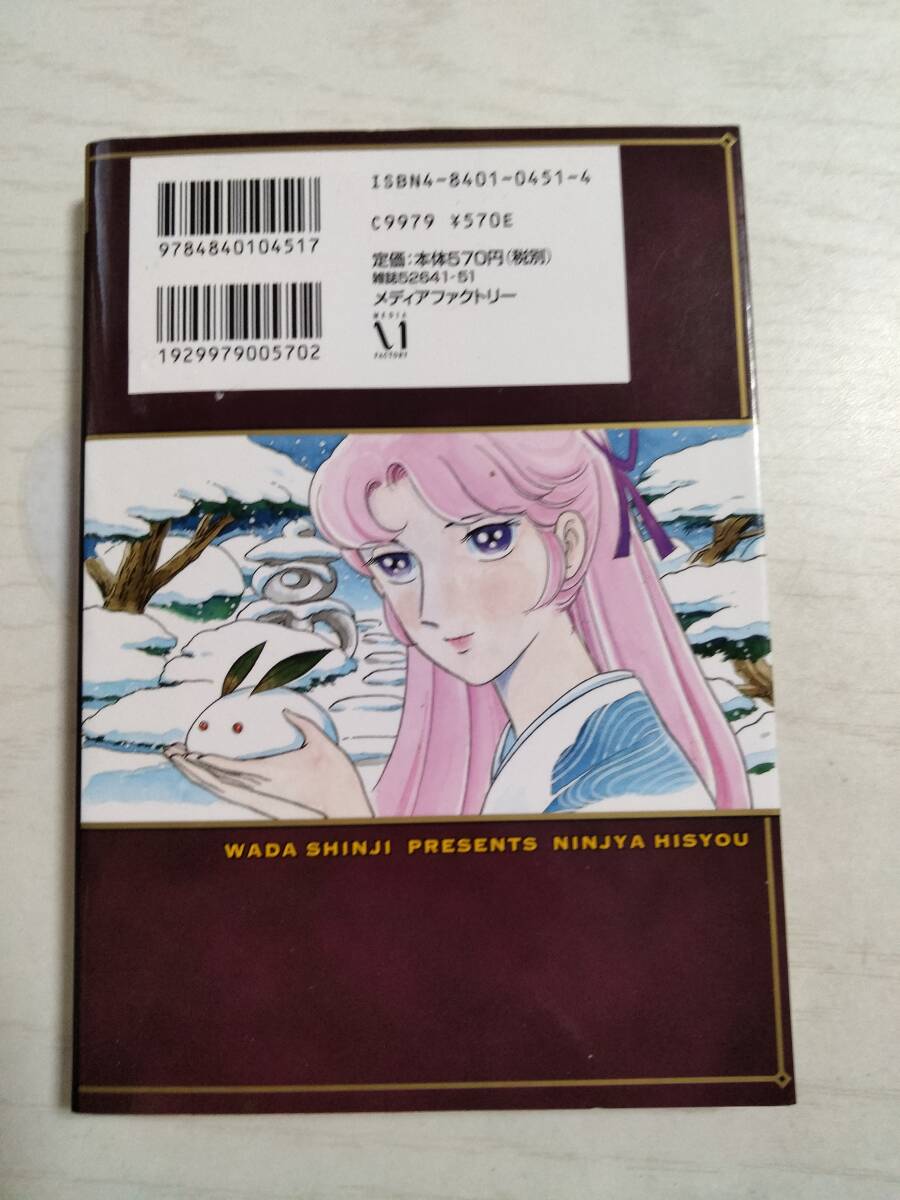 9784840104517
1929979005702
ISBN4-8401-0451-4
C9979 ¥570E
定価：本体570円（税別）
雑誌52641-51
メディアファクトリー
MEDIA
FACTORY
WADA SHINJI PRESENTS NINJYA HISYOU